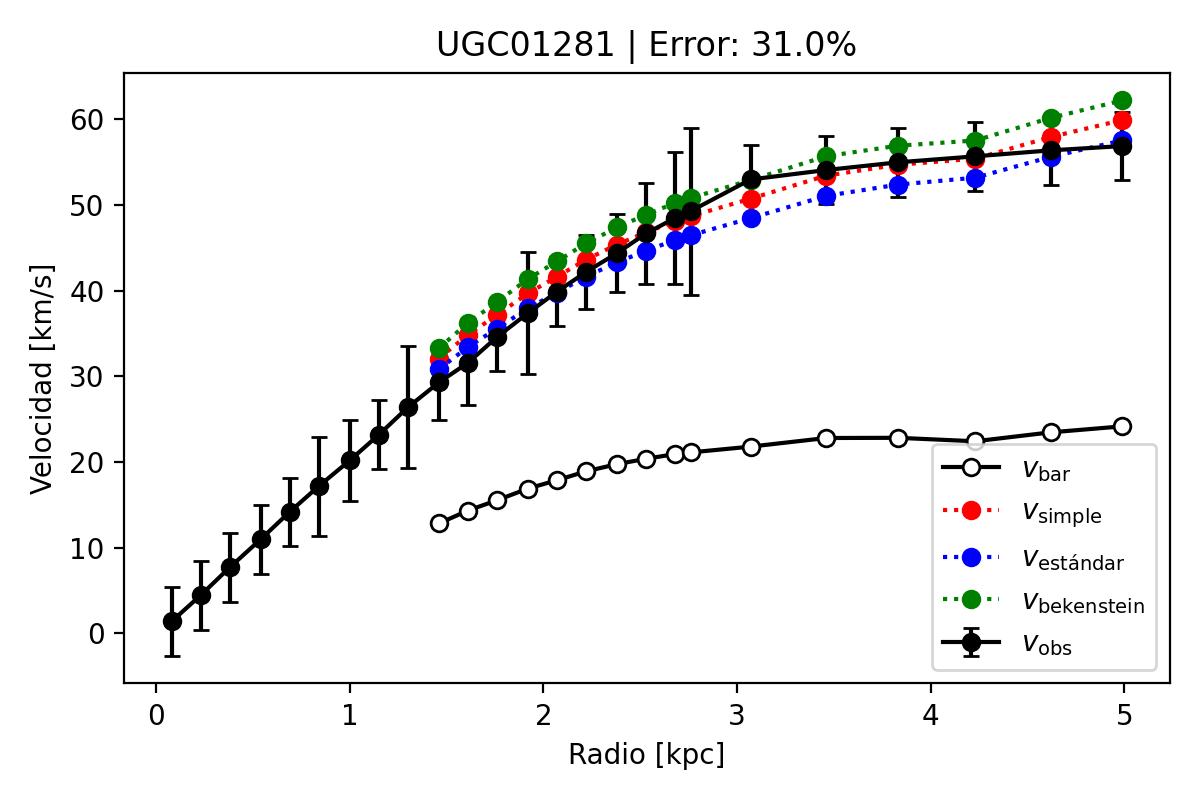 UGC01281 | Error: 31.0%
Velocidad [km/s]
60
50
40
30
20
10
0
v_bar
v_simple
v_estándar
v_bekenstein
v_obs
0 1 2 3 4 5
Radio [kpc]